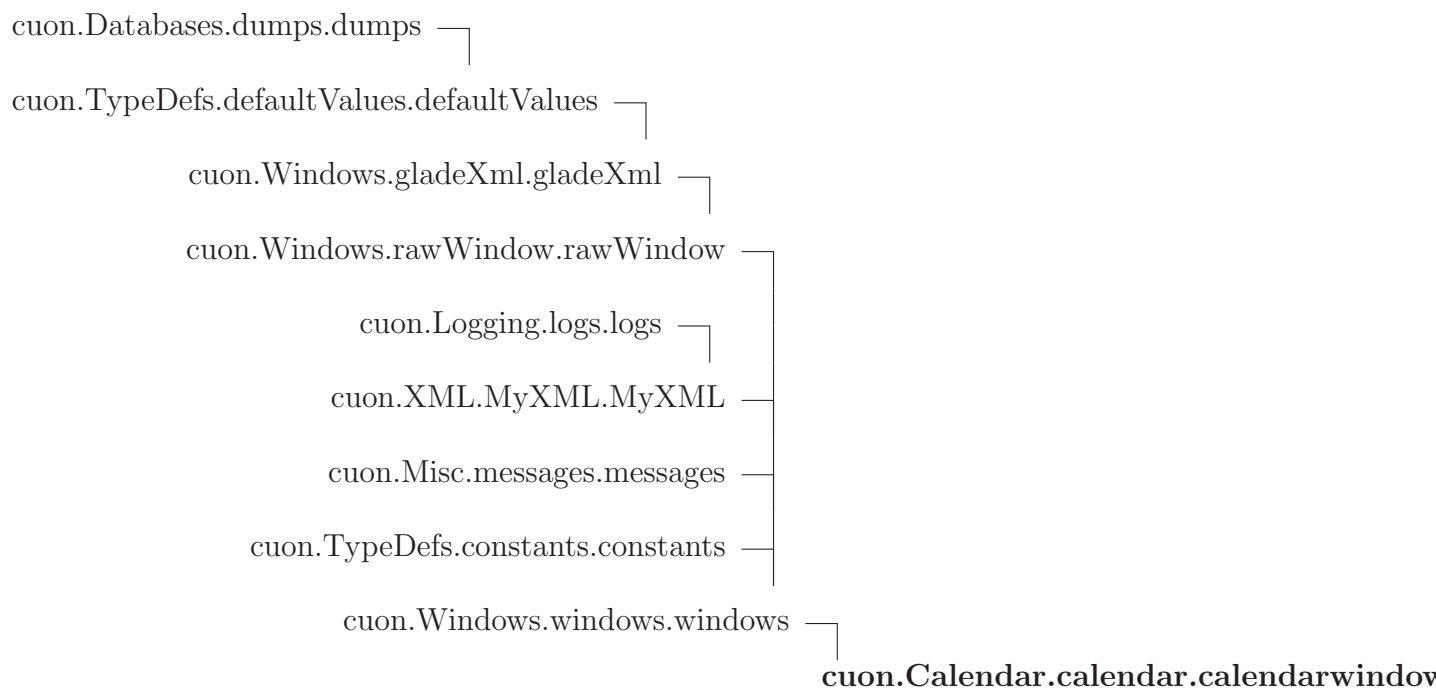 cuon.Databases.dumps.dumps
cuon.TypeDefs.defaultValues.defaultValues
cuon.Windows.gladeXml.gladeXml
cuon.Windows.rawWindow.rawWindow
cuon.Logging.logs.logs
cuon.XML.MyXML.MyXML
cuon.Misc.messages.messages
cuon.TypeDefs.constants.constants
cuon.Windows.windows.windows
cuon.Calendar.calendar.calendarwindow